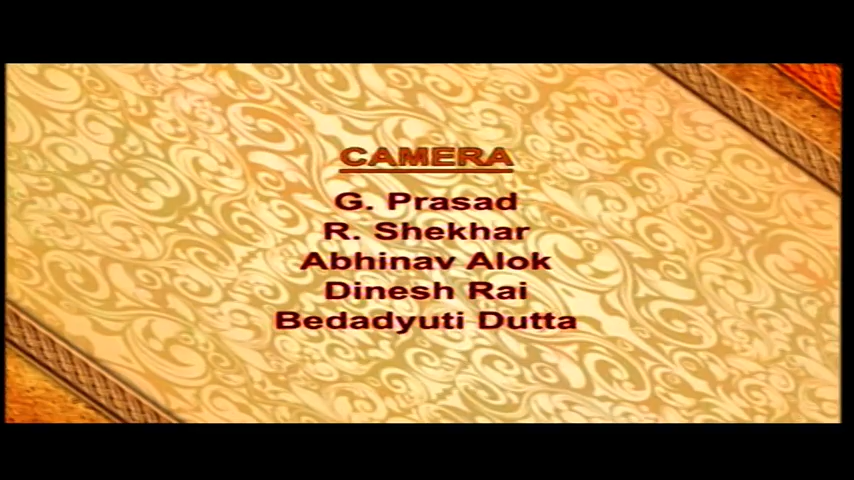 CAMERA
G. Prasad
R. Shekhar
Abhinav Alok
Dinesh Rai
Bedadyuti Dutta